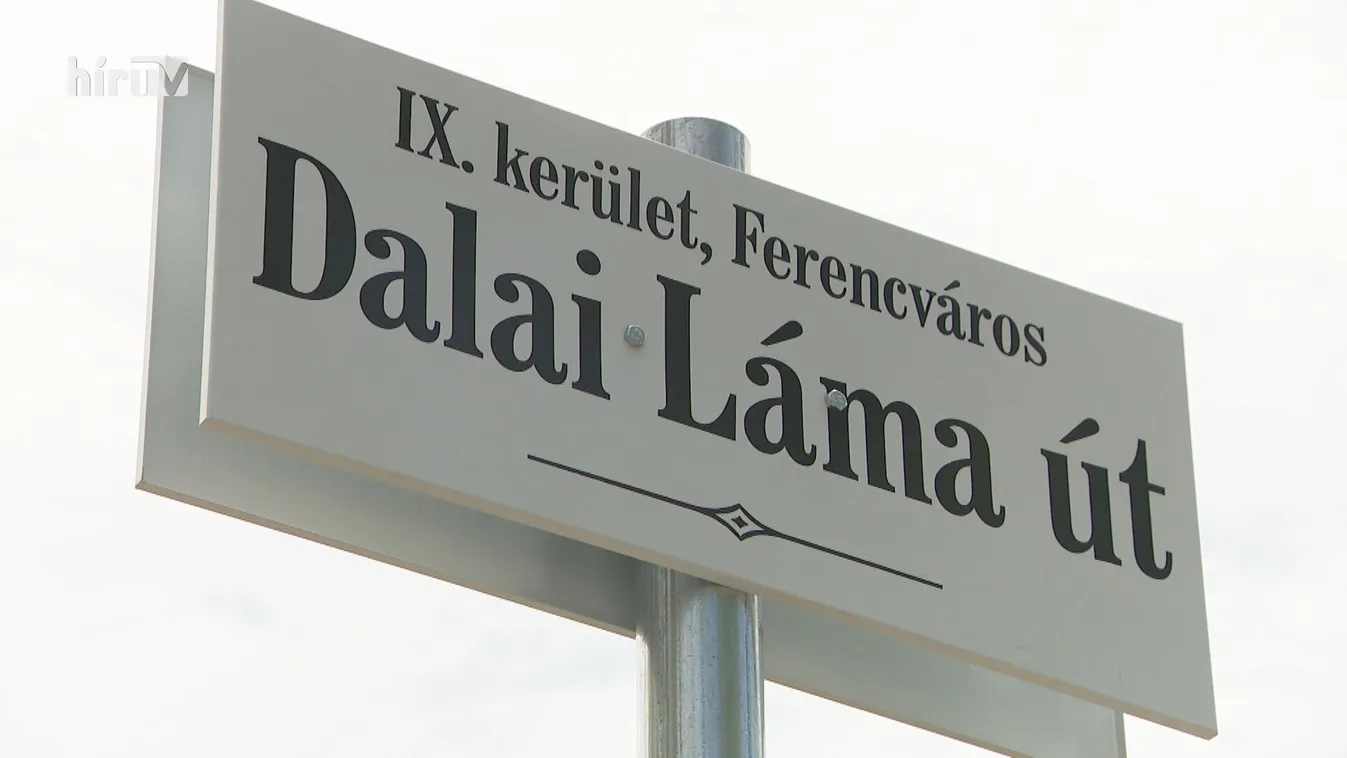 hírTV
IX. kerület, Ferencváros
Dalai Láma út